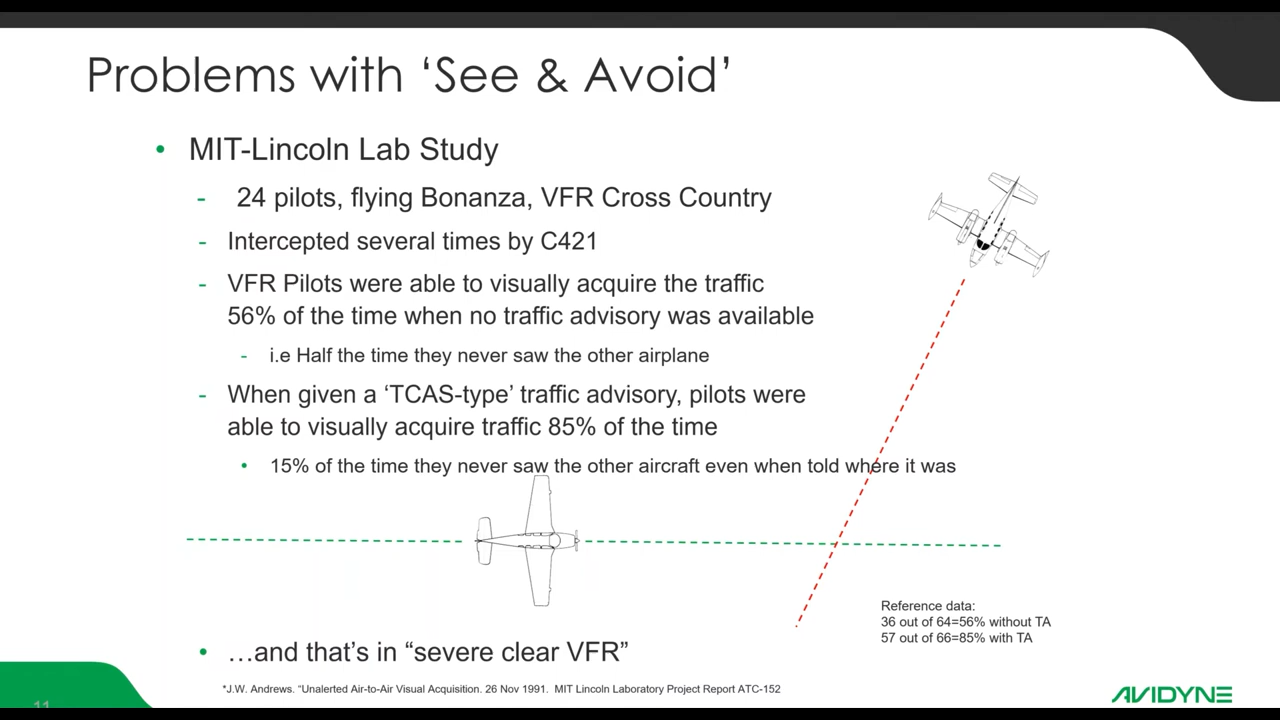 Problems with ‘See & Avoid’
• MIT-Lincoln Lab Study
- 24 pilots, flying Bonanza, VFR Cross Country
- Intercepted several times by C421
- VFR Pilots were able to visually acquire the traffic
56% of the time when no traffic advisory was available
- i.e Half the time they never saw the other airplane
- When given a ‘TCAS-type’ traffic advisory, pilots were
able to visually acquire traffic 85% of the time
• 15% of the time they never saw the other aircraft even when told where it was
Reference data:
36 out of 64=56% without TA
57 out of 66=85% with TA
• …and that’s in “severe clear VFR”
*J.W. Andrews. “Unalerted Air-to-Air Visual Acquisition. 26 Nov 1991. MIT Lincoln Laboratory Project Report ATC-152
11
AVIDYNE